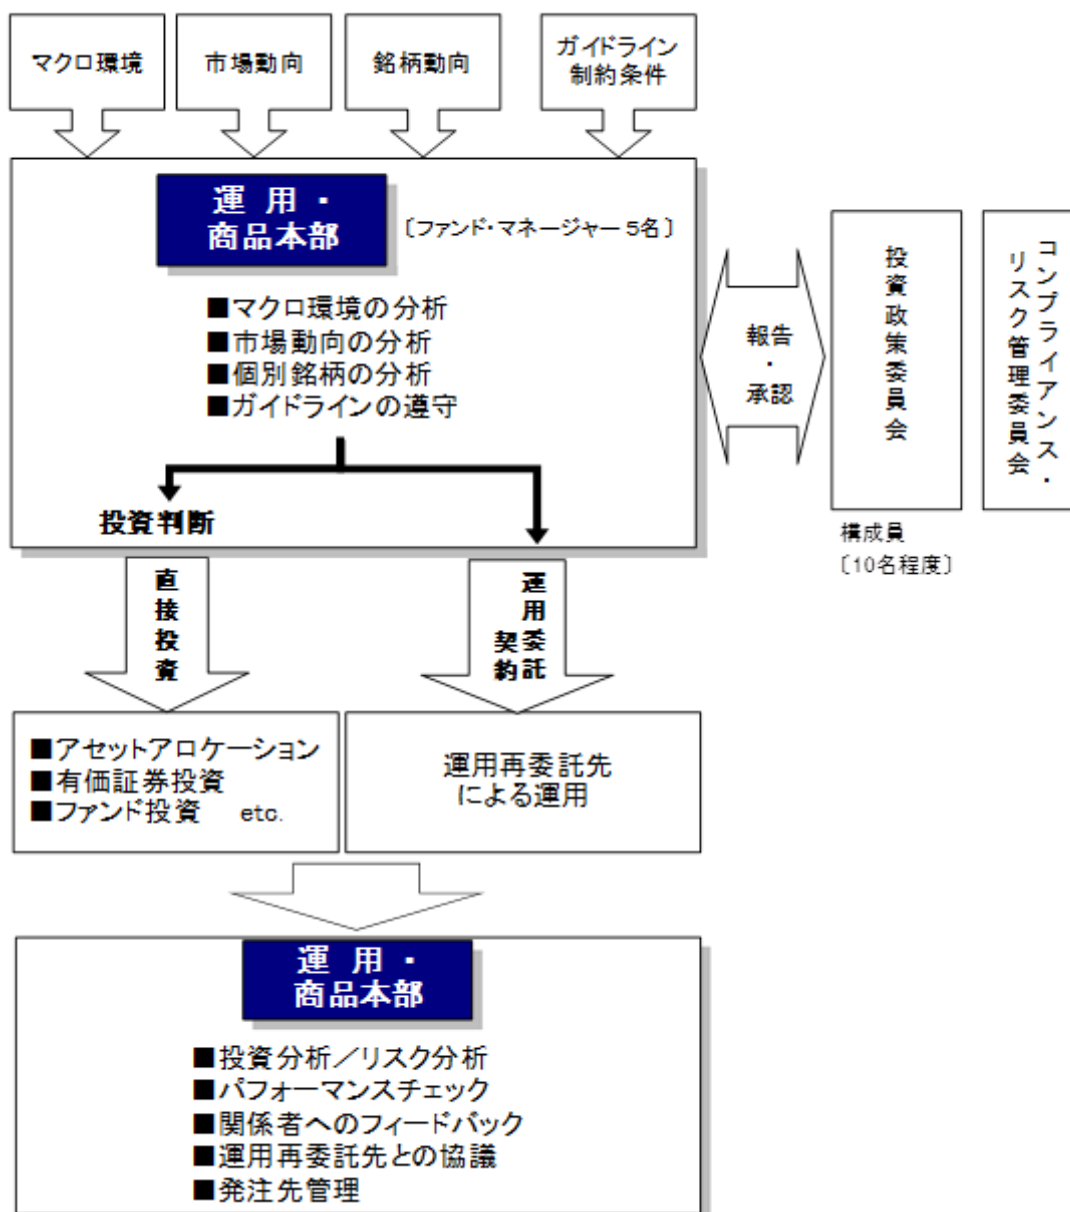 マクロ環境
市場動向
銘柄動向
ガイドライン
制約条件
運 用 ・
商品本部
〔ファンド・マネージャー 5名〕
■マクロ環境の分析
■市場動向の分析
■個別銘柄の分析
■ガイドラインの遵守
投資判断
報告
・
承認
投資政策委員会
コンプライアンス・
リスク管理委員会
構成員
〔10名程度〕
直接投資
運用委託
契約
■アセットアロケーション
■有価証券投資
■ファンド投資 etc.
運用再委託先
による運用
運 用 ・
商品本部
■投資分析／リスク分析
■パフォーマンスチェック
■関係者へのフィードバック
■運用再委託先との協議
■発注先管理